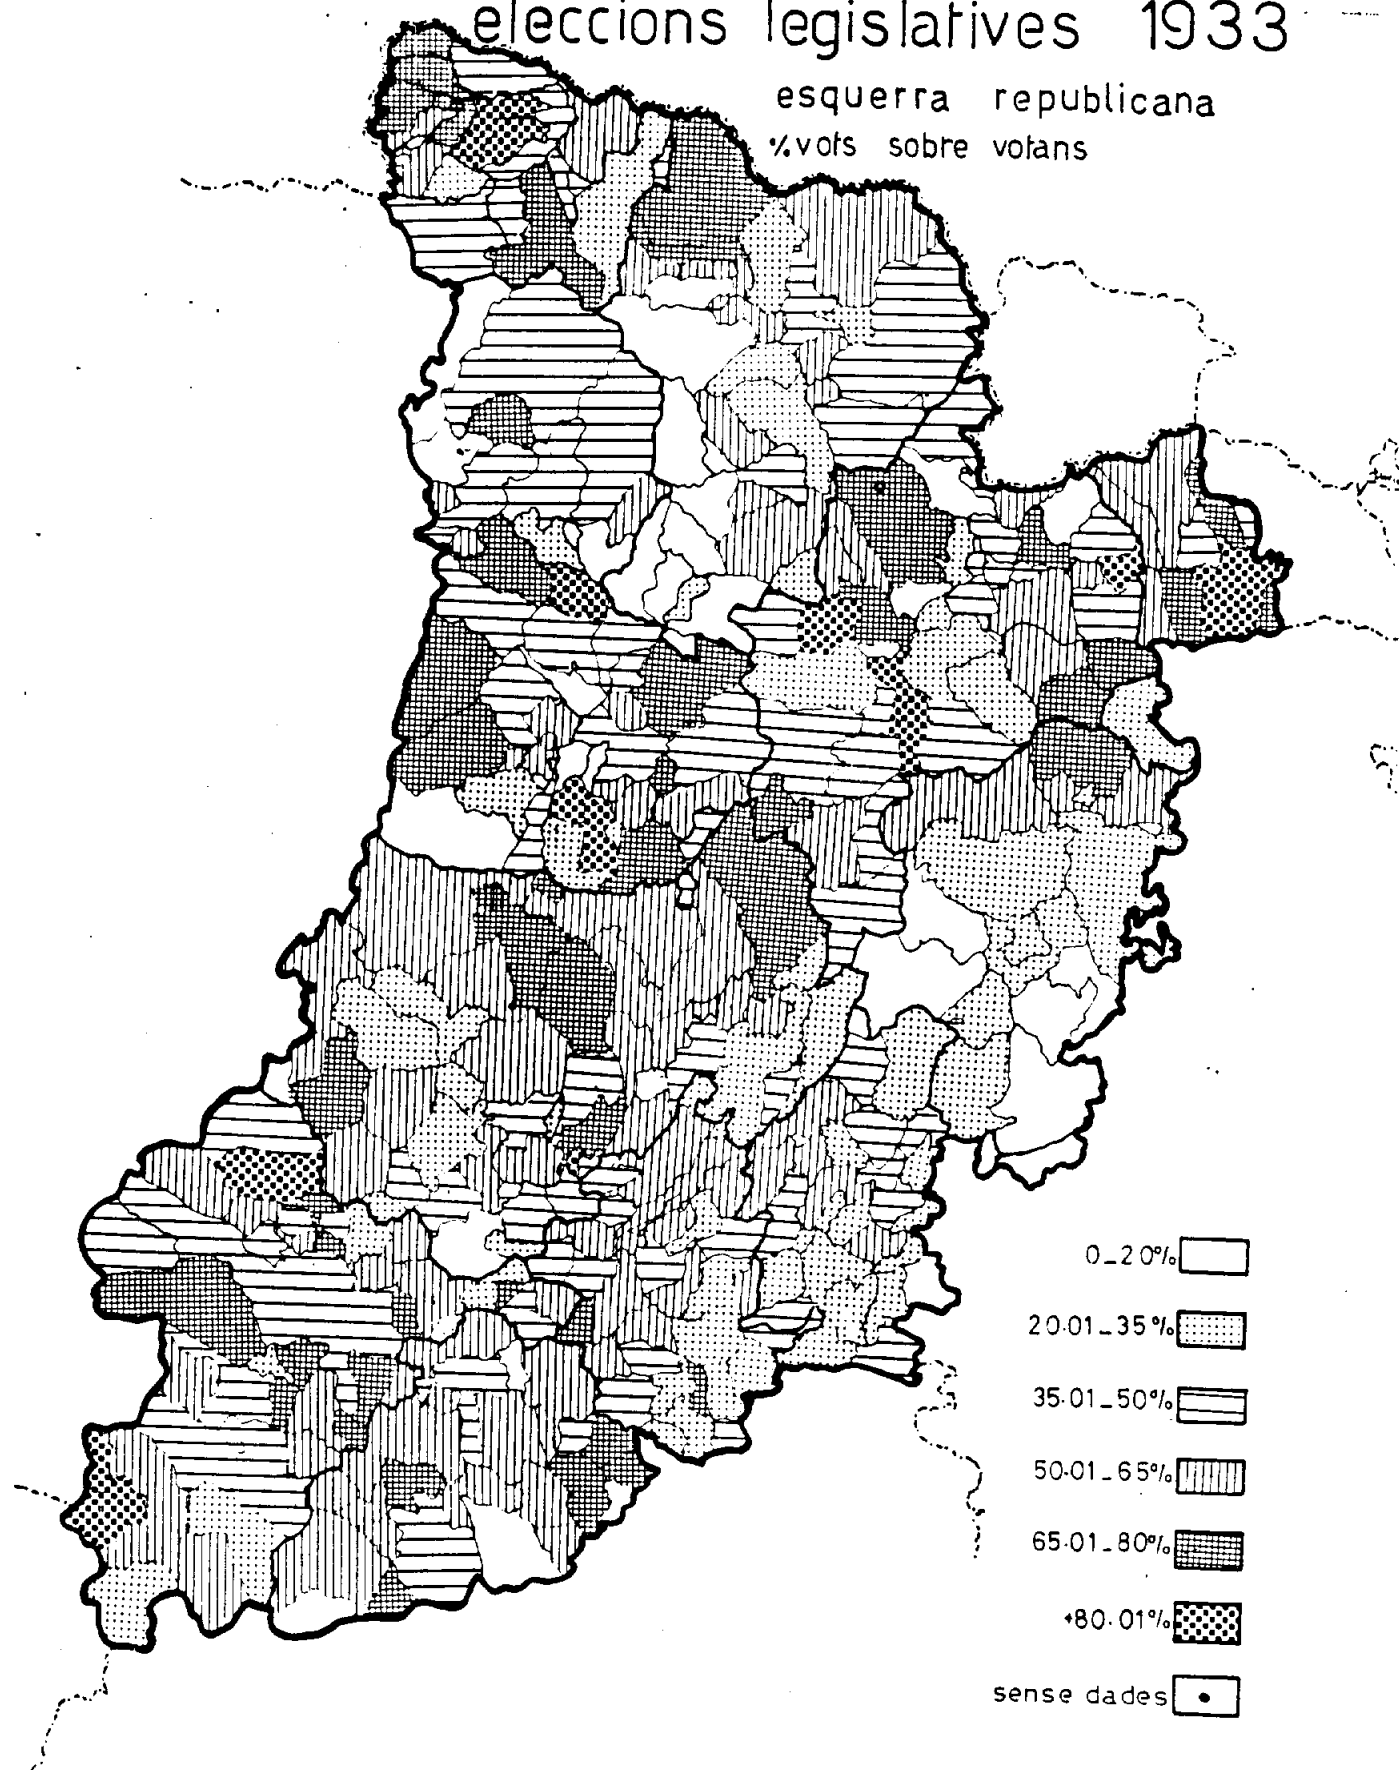 eleccions legislatives 1933
esquerra republicana
% vots sobre votans
0_20%
20.01_35%
35.01_50%
50.01_65%
65.01_80%
+80.01%
sense dades